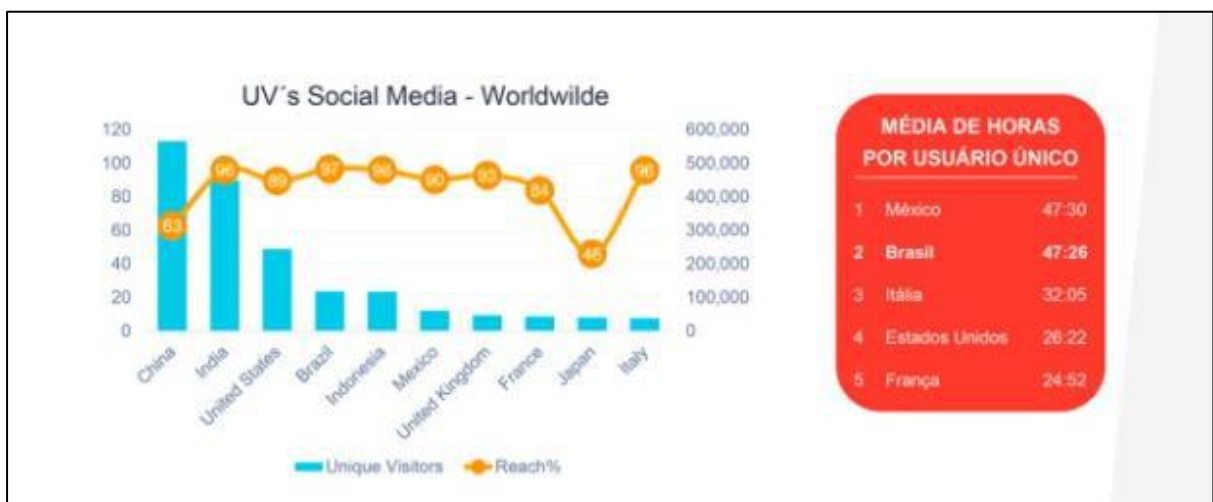 UV´s Social Media - Worldwilde
120
100
80
60
40
20
0
600,000
500,000
400,000
300,000
200,000
100,000
0
63
96
89
97
98
90
93
84
46
96
China
India
United States
Brazil
Indonesia
Mexico
United Kingdom
France
Japan
Italy
Unique Visitors
Reach%
MÉDIA DE HORAS
POR USUÁRIO ÚNICO
1 México 47:30
2 Brasil 47:26
3 Itália 32:05
4 Estados Unidos 26:22
5 França 24:52